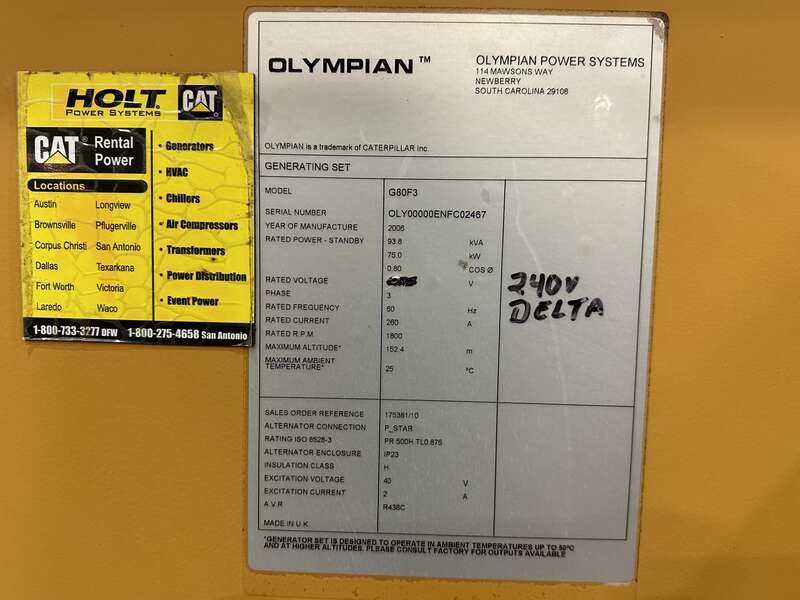 HOLT CAT
POWER SYSTEMS
CAT Rental Power
Locations
Austin Longview
Brownsville Pflugerville
Corpus Christi San Antonio
Dallas Texarkana
Fort Worth Victoria
Laredo Waco
• Generators
• HVAC
• Chillers
• Air Compressors
• Transformers
• Power Distribution
• Event Power
1-800-733-3277 DFW 1-800-275-4658 San Antonio
OLYMPIAN™
OLYMPIAN POWER SYSTEMS
114 MAWSONS WAY
NEWBERRY
SOUTH CAROLINA 29108
OLYMPIAN is a trademark of CATERPILLAR Inc.
GENERATING SET
MODEL G80F3
SERIAL NUMBER OLY00000ENFC02467
YEAR OF MANUFACTURE 2006
RATED POWER - STANDBY 93.8 kVA
75.0 kW
0.80 COS Ø
RATED VOLTAGE V
PHASE 3
RATED FREQUENCY 60 Hz
RATED CURRENT 260 A
RATED R.P.M 1800
MAXIMUM ALTITUDE* 152.4 m
MAXIMUM AMBIENT
TEMPERATURE* 25 °C
240V
DELTA
SALES ORDER REFERENCE 175381/10
ALTERNATOR CONNECTION P_STAR
RATING ISO 8528-3 PR 500H.TL0.875
ALTERNATOR ENCLOSURE IP23
INSULATION CLASS H
EXCITATION VOLTAGE 40 V
EXCITATION CURRENT 2 A
A.V.R R438C
MADE IN U.K
*GENERATOR SET IS DESIGNED TO OPERATE IN AMBIENT TEMPERATURES UP TO 50°C
AND AT HIGHER ALTITUDES. PLEASE CONSULT FACTORY FOR OUTPUTS AVAILABLE